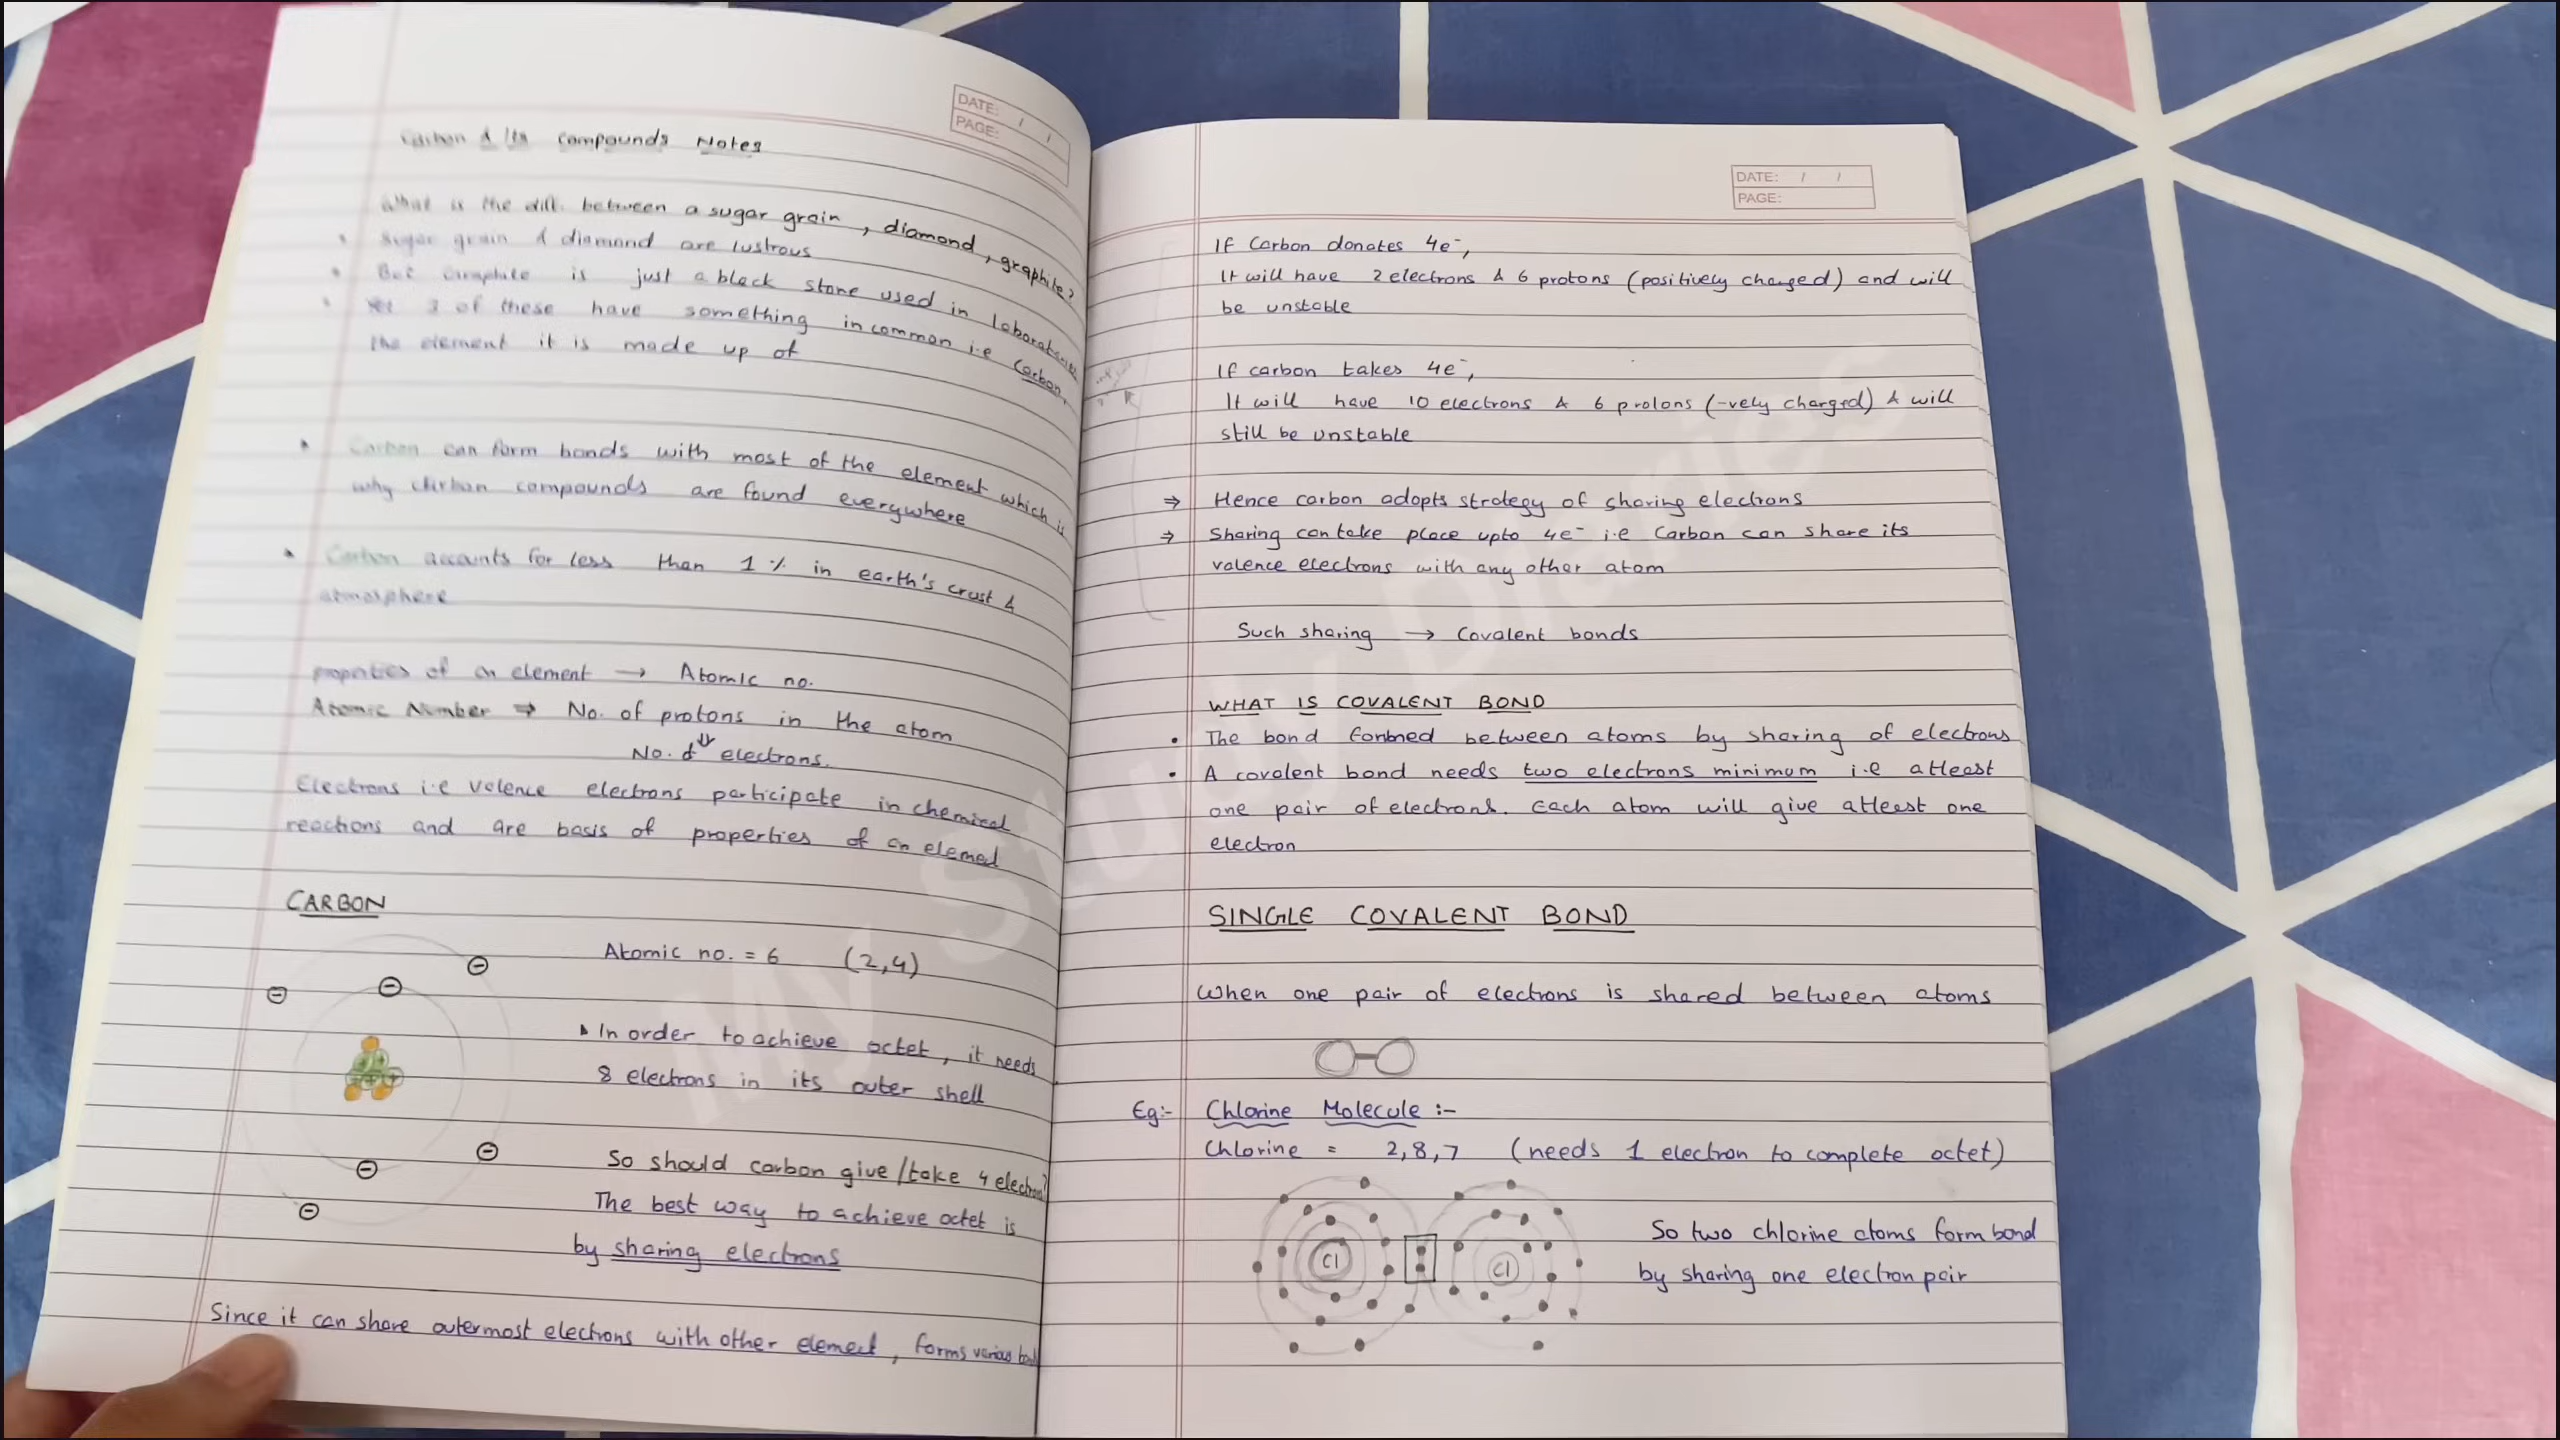 DATE: / /
PAGE:
Carbon & Its compounds Notes
What is the diff. between a sugar grain, diamond, graphite?
Sugar grain & diamond are lustrous
But Graphite is just a black stone used in laboratories
Yet 3 of these have something in common i.e Carbon,
the element it is made up of
Carbon can form bonds with most of the element which is
why carbon compounds are found everywhere
Carbon accounts for less than 1% in earth's crust &
atmosphere
properties of an element → Atomic no.
Atomic Number ⇒ No. of protons in the atom
⇓
No. of electrons.
Electrons i.e valence electrons participate in chemical
reactions and are basis of properties of an elemed
CARBON
Atomic no. = 6 (2,4)
In order to achieve octet, it needs
8 electrons in its outer shell
So should carbon give/take 4 electrons?
The best way to achieve octet is
by sharing electrons
Since it can share outermost electrons with other element, forms various
DATE: / /
PAGE:
If Carbon donates 4e⁻,
It will have 2 electrons & 6 protons (positively charged) and will
be unstable
If carbon takes 4e⁻,
It will have 10 electrons & 6 protons (-vely charged) & will
still be unstable
⇒ Hence carbon adopts strategy of sharing electrons
⇒ Sharing can take place upto 4e⁻ i.e Carbon can share its
valence electrons with any other atom
Such sharing → Covalent bonds
WHAT IS COVALENT BOND
• The bond formed between atoms by sharing of electrons
• A covalent bond needs two electrons minimum i.e atleast
one pair of electrons. Each atom will give atleast one
electron
SINGLE COVALENT BOND
When one pair of electrons is shared between atoms
Eg:- Chlorine Molecule :-
Chlorine = 2,8,7 (needs 1 electron to complete octet)
Cl Cl
So two chlorine atoms form bond
by sharing one electron pair
My Study Diaries